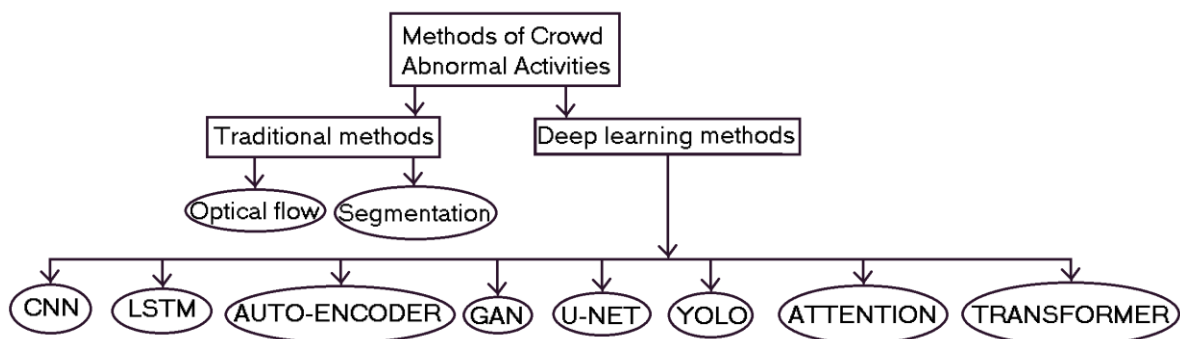 Methods of Crowd
Abnormal Activities
Traditional methods
Deep learning methods
Optical flow
Segmentation
CNN
LSTM
AUTO-ENCODER
GAN
U-NET
YOLO
ATTENTION
TRANSFORMER